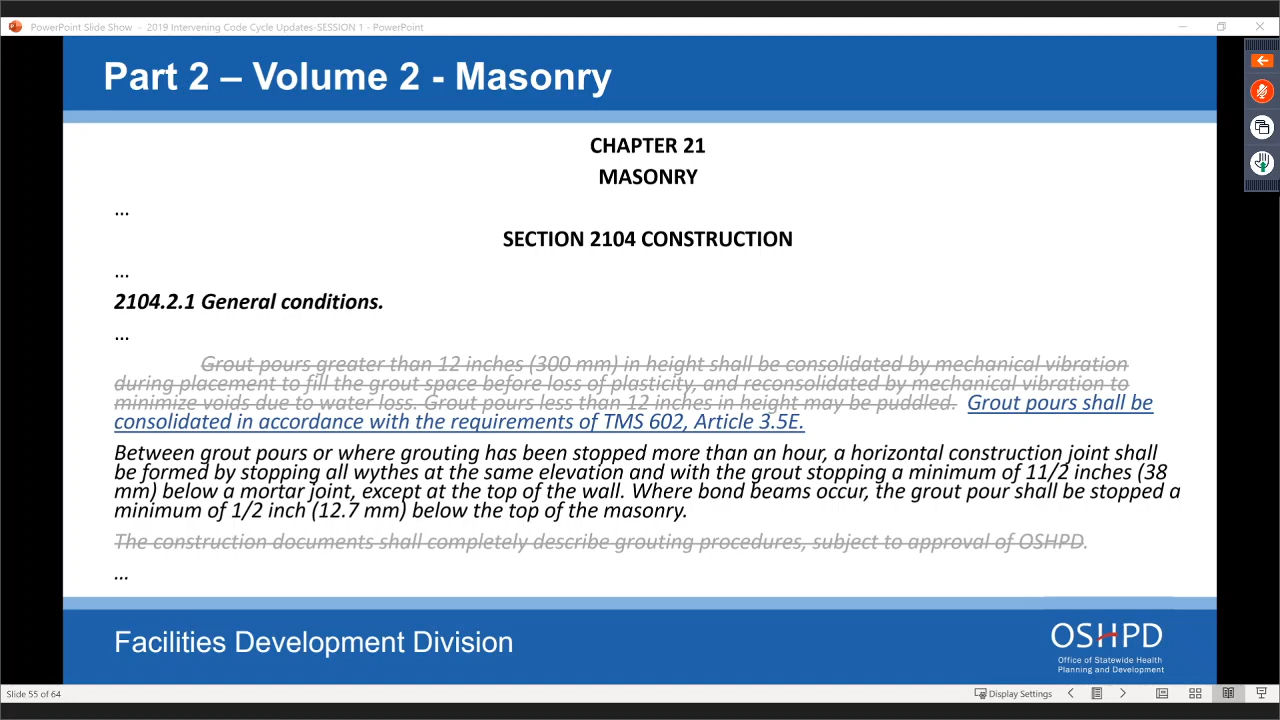 PowerPoint Slide Show - 2019 Intervening Code Cycle Updates-SESSION 1 - PowerPoint
Part 2 – Volume 2 - Masonry
CHAPTER 21
MASONRY
...
SECTION 2104 CONSTRUCTION
...
2104.2.1 General conditions.
...
Grout pours greater than 12 inches (300 mm) in height shall be consolidated by mechanical vibration
during placement to fill the grout space before loss of plasticity, and reconsolidated by mechanical vibration to
minimize voids due to water loss. Grout pours less than 12 inches in height may be puddled. Grout pours shall be
consolidated in accordance with the requirements of TMS 602, Article 3.5E.
Between grout pours or where grouting has been stopped more than an hour, a horizontal construction joint shall
be formed by stopping all wythes at the same elevation and with the grout stopping a minimum of 11/2 inches (38
mm) below a mortar joint, except at the top of the wall. Where bond beams occur, the grout pour shall be stopped a
minimum of 1/2 inch (12.7 mm) below the top of the masonry.
The construction documents shall completely describe grouting procedures, subject to approval of OSHPD.
...
Facilities Development Division
OSHPD
Office of Statewide Health
Planning and Development
Slide 55 of 64
Display Settings